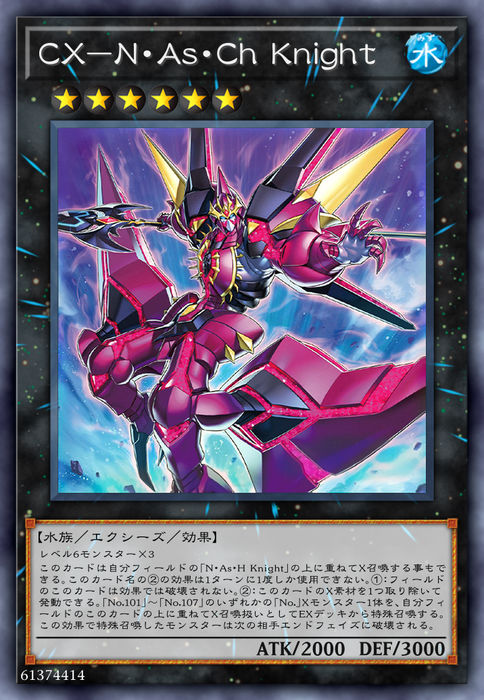 CX－N・As・Ch Knight
みず
水
【水族／エクシーズ／効果】
レベル6モンスター×3
このカードは自分フィールドの「N・As・H Knight」の上に重ねてX召喚する事もで
きる。このカード名の②の効果は1ターンに1度しか使用できない。①：フィールド
のこのカードは効果では破壊されない。②：このカードのX素材を1つ取り除いて
発動できる。「No.101」～「No.107」のいずれかの「No.」Xモンスター1体を、自分フィ
ールドのこのカードの上に重ねてX召喚扱いとしてEXデッキから特殊召喚する。
この効果で特殊召喚したモンスターは次の相手エンドフェイズに破壊される。
ATK/2000 DEF/3000
61374414